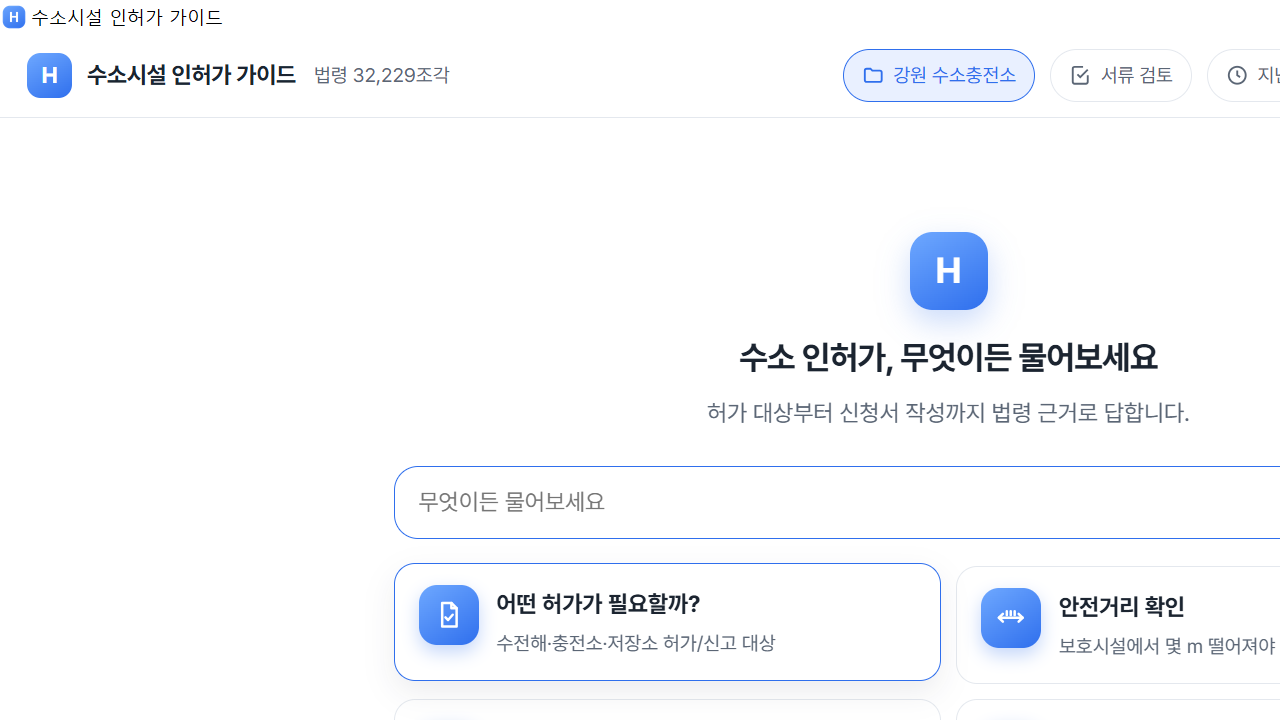 H 수소시설 인허가 가이드
H 수소시설 인허가 가이드 법령 32,229조각 강원 수소충전소 서류 검토
H
수소 인허가, 무엇이든 물어보세요
허가 대상부터 신청서 작성까지 법령 근거로 답합니다.
무엇이든 물어보세요
어떤 허가가 필요할까? 안전거리 확인
수전해·충전소·저장소 허가/신고 대상 보호시설에서 몇 m 떨어져야